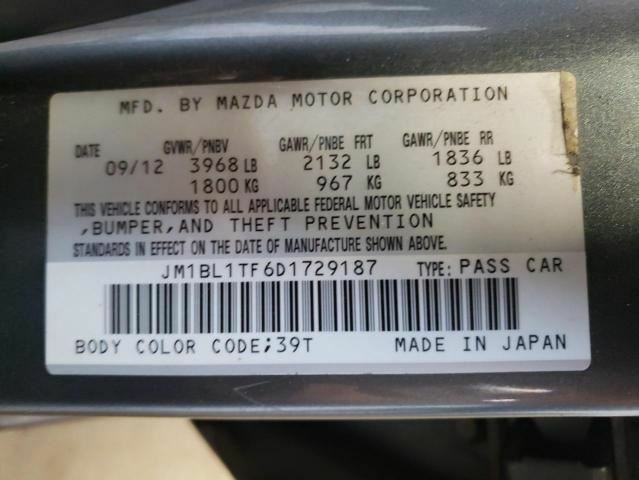 MFD. BY MAZDA MOTOR CORPORATION
DATE GVWR/PNBV GAWR/PNBE FRT GAWR/PNBE RR
09/12 3968 LB 2132 LB 1836 LB
1800 KG 967 KG 833 KG
THIS VEHICLE CONFORMS TO ALL APPLICABLE FEDERAL MOTOR VEHICLE SAFETY
,BUMPER,AND THEFT PREVENTION
STANDARDS IN EFFECT ON THE DATE OF MANUFACTURE SHOWN ABOVE.
JM1BL1TF6D1729187 TYPE: PASS CAR
BODY COLOR CODE;39T MADE IN JAPAN